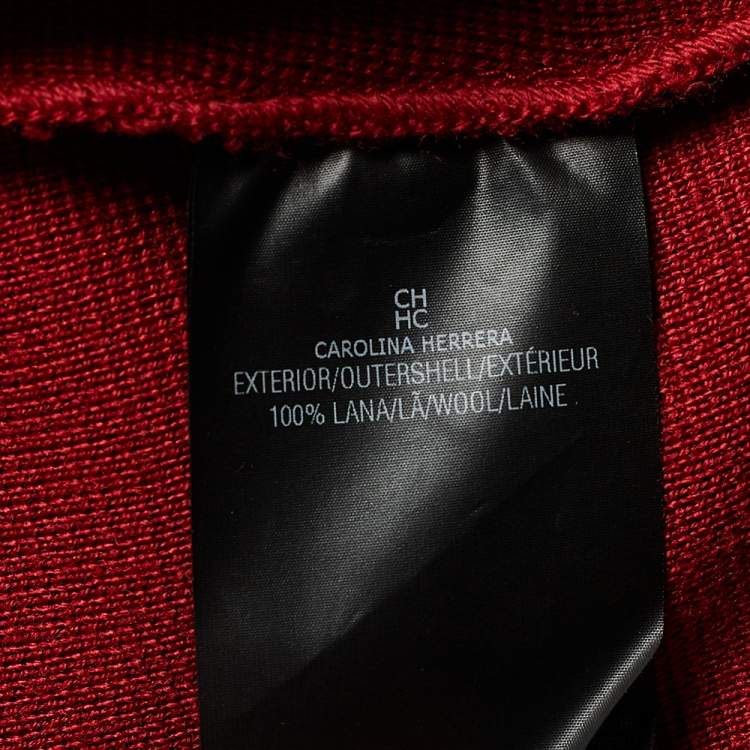 CH
HC
CAROLINA HERRERA
EXTERIOR/OUTERSHELL/EXTÉRIEUR
100% LANA/LÃ/WOOL/LAINE